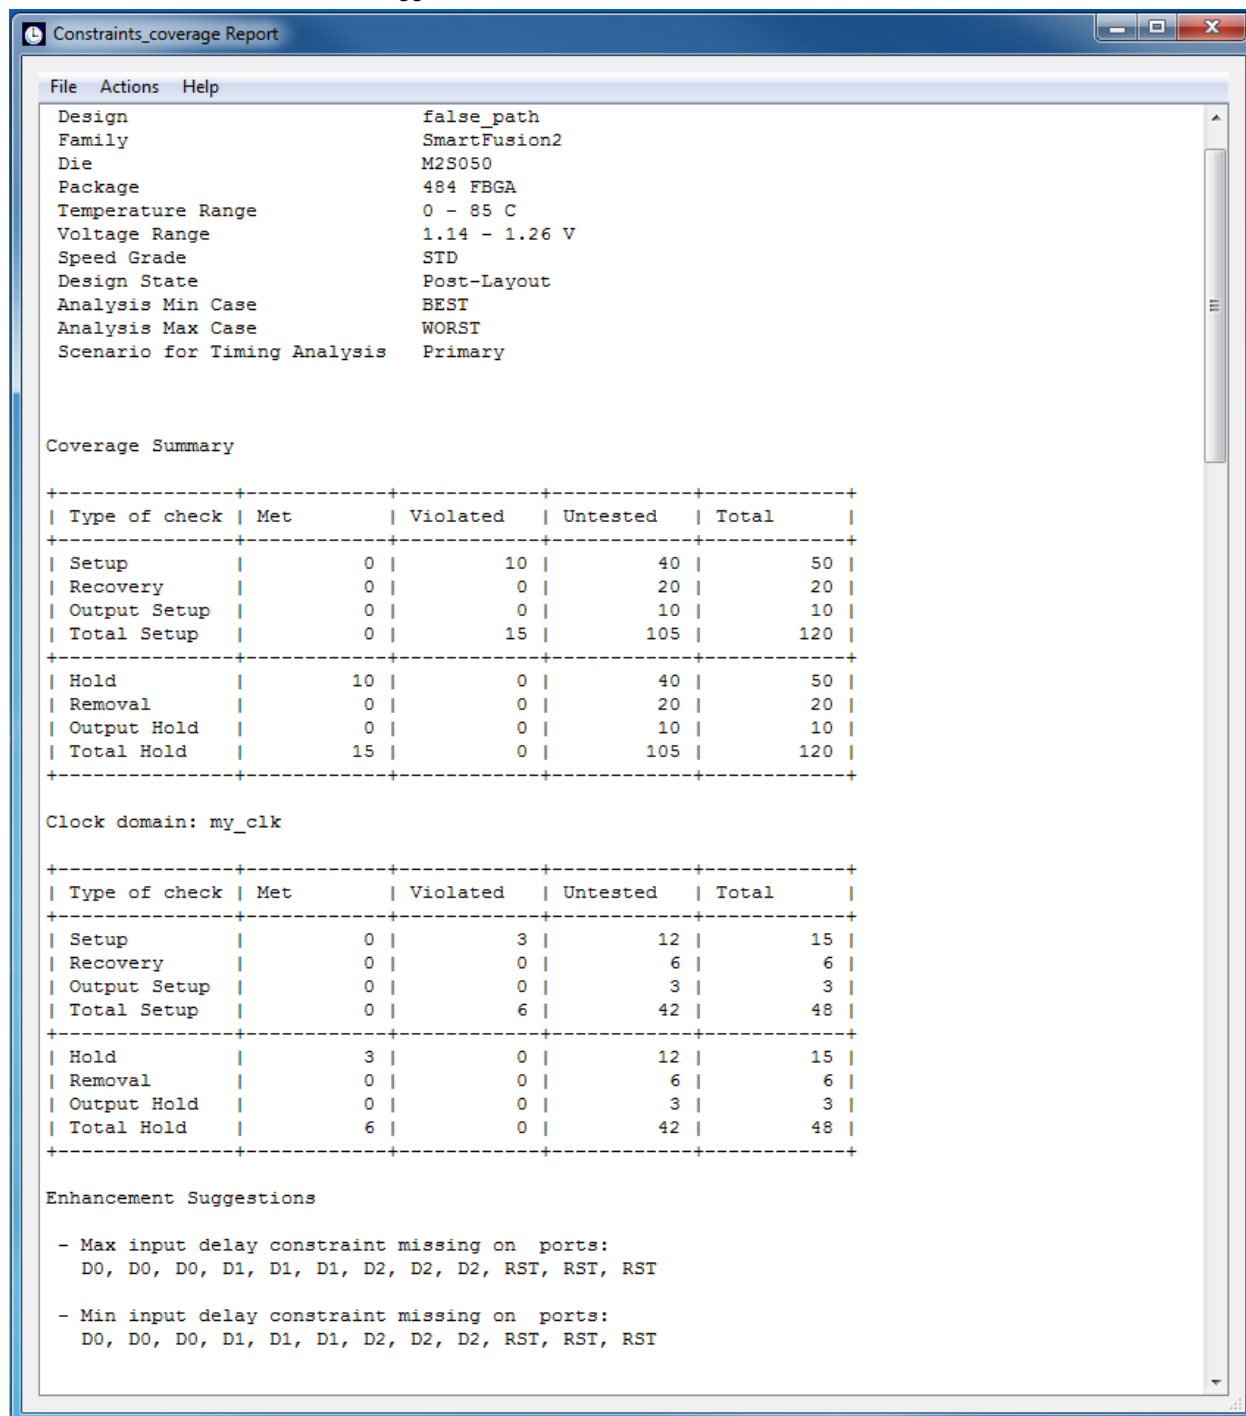 Constraints_coverage Report
File Actions Help
Design false_path
Family SmartFusion2
Die M2S050
Package 484 FBGA
Temperature Range 0 - 85 C
Voltage Range 1.14 - 1.26 V
Speed Grade STD
Design State Post-Layout
Analysis Min Case BEST
Analysis Max Case WORST
Scenario for Timing Analysis Primary
Coverage Summary
+---------------+------------+------------+------------+------------+
| Type of check | Met | Violated | Untested | Total |
+---------------+------------+------------+------------+------------+
| Setup | 0 | 10 | 40 | 50 |
| Recovery | 0 | 0 | 20 | 20 |
| Output Setup | 0 | 0 | 10 | 10 |
| Total Setup | 0 | 15 | 105 | 120 |
+---------------+------------+------------+------------+------------+
| Hold | 10 | 0 | 40 | 50 |
| Removal | 0 | 0 | 20 | 20 |
| Output Hold | 0 | 0 | 10 | 10 |
| Total Hold | 15 | 0 | 105 | 120 |
+---------------+------------+------------+------------+------------+
Clock domain: my_clk
+---------------+------------+------------+------------+------------+
| Type of check | Met | Violated | Untested | Total |
+---------------+------------+------------+------------+------------+
| Setup | 0 | 3 | 12 | 15 |
| Recovery | 0 | 0 | 6 | 6 |
| Output Setup | 0 | 0 | 3 | 3 |
| Total Setup | 0 | 6 | 42 | 48 |
+---------------+------------+------------+------------+------------+
| Hold | 3 | 0 | 12 | 15 |
| Removal | 0 | 0 | 6 | 6 |
| Output Hold | 0 | 0 | 3 | 3 |
| Total Hold | 6 | 0 | 42 | 48 |
+---------------+------------+------------+------------+------------+
Enhancement Suggestions
- Max input delay constraint missing on ports:
D0, D0, D0, D1, D1, D1, D2, D2, D2, RST, RST, RST
- Min input delay constraint missing on ports:
D0, D0, D0, D1, D1, D1, D2, D2, D2, RST, RST, RST